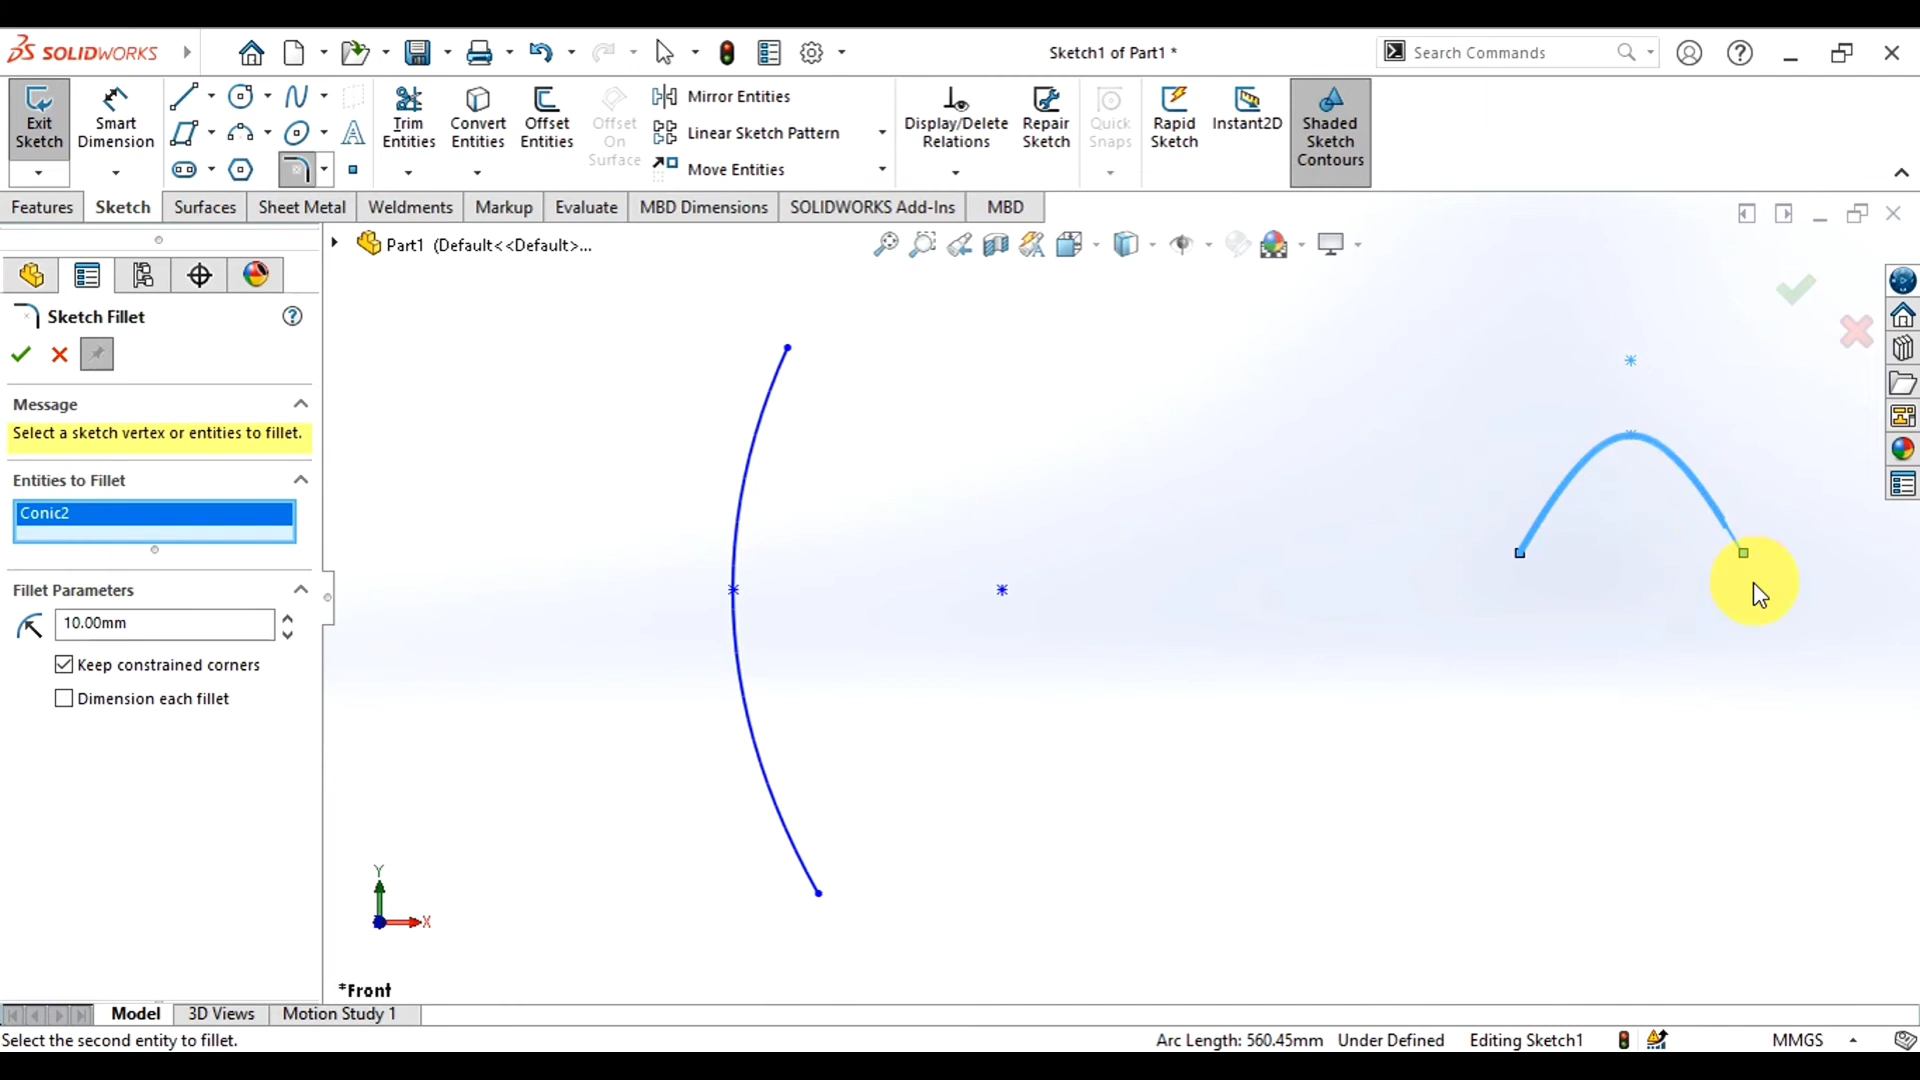 SOLIDWORKS
Sketch1 of Part1 *
Search Commands
Exit Sketch
Smart Dimension
Trim Entities
Convert Entities
Offset Entities
Offset On Surface
Mirror Entities
Linear Sketch Pattern
Move Entities
Display/Delete Relations
Repair Sketch
Quick Snaps
Rapid Sketch
Instant2D
Shaded Sketch Contours
Features
Sketch
Surfaces
Sheet Metal
Weldments
Markup
Evaluate
MBD Dimensions
SOLIDWORKS Add-Ins
MBD
Part1 (Default<<Default>...
Sketch Fillet
Message
Select a sketch vertex or entities to fillet.
Entities to Fillet
Conic2
Fillet Parameters
10.00mm
Keep constrained corners
Dimension each fillet
Y
X
*Front
Model
3D Views
Motion Study 1
Select the second entity to fillet.
Arc Length: 560.45mm
Under Defined
Editing Sketch1
MMGS